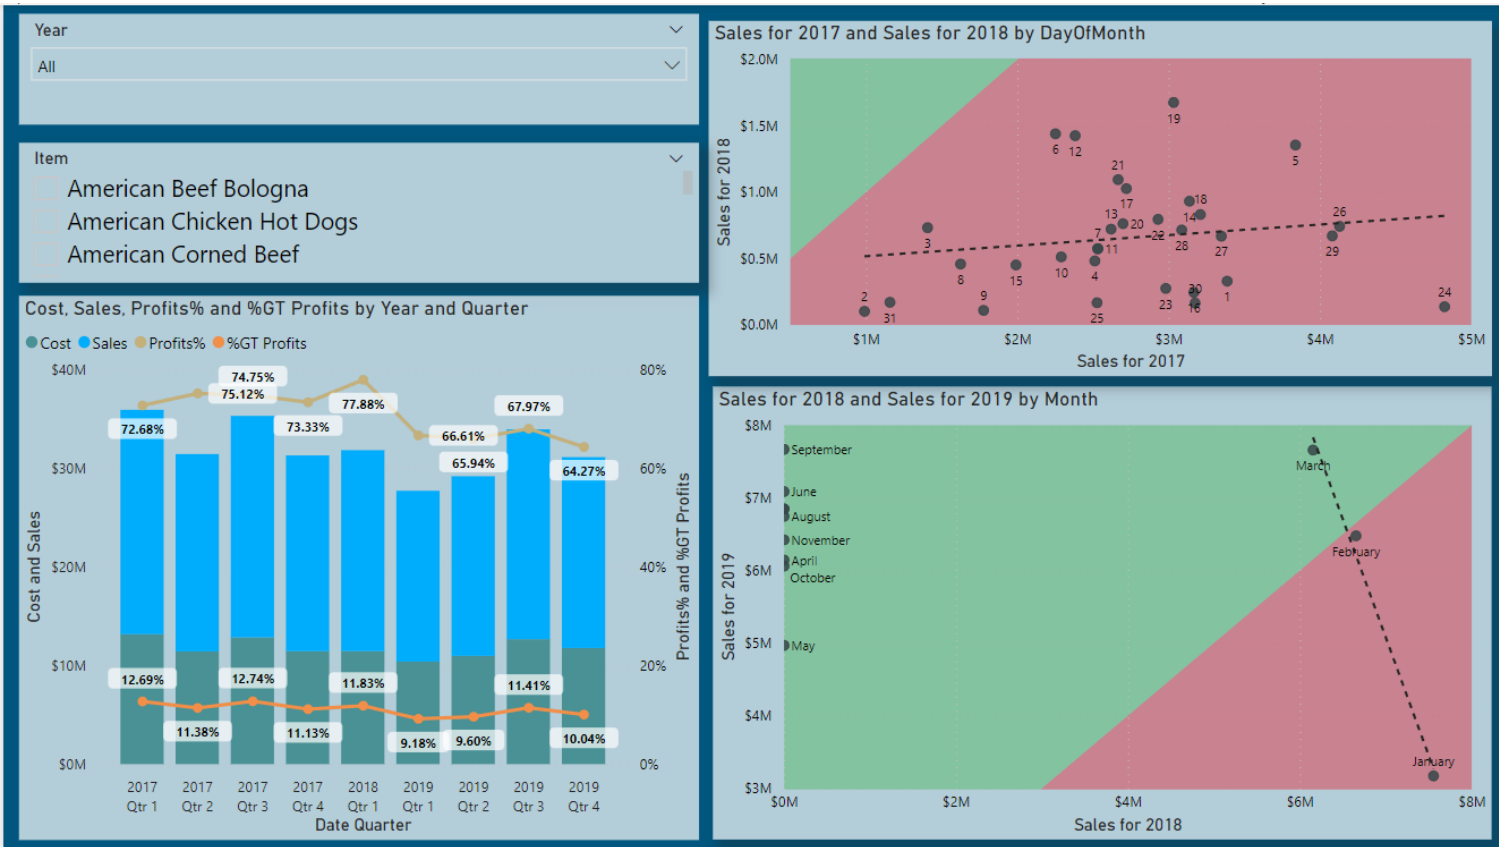 Year
All
Item
American Beef Bologna
American Chicken Hot Dogs
American Corned Beef
Cost, Sales, Profits% and %GT Profits by Year and Quarter
Cost Sales Profits% %GT Profits
$40M
$30M
$20M
$10M
$0M
Cost and Sales
80%
60%
40%
20%
0%
Profits% and %GT Profits
72.68%
75.12%
74.75%
73.33%
77.88%
66.61%
65.94%
67.97%
64.27%
12.69%
11.38%
12.74%
11.13%
11.83%
9.18%
9.60%
11.41%
10.04%
2017 2017 2017 2017 2018 2019 2019 2019 2019
Qtr 1 Qtr 2 Qtr 3 Qtr 4 Qtr 1 Qtr 1 Qtr 2 Qtr 3 Qtr 4
Date Quarter
Sales for 2017 and Sales for 2018 by DayOfMonth
$2.0M
$1.5M
$1.0M
$0.5M
$0.0M
Sales for 2018
19
6
12
5
21
17
18
14
13
20
22
26
3
7
11
28
27
29
8
15
10
4
2
31
9
25
23
30
16
1
24
$1M $2M $3M $4M $5M
Sales for 2017
Sales for 2018 and Sales for 2019 by Month
$8M
$7M
$6M
$5M
$4M
$3M
Sales for 2019
September
March
June
August
November
February
April
October
May
January
$0M $2M $4M $6M $8M
Sales for 2018